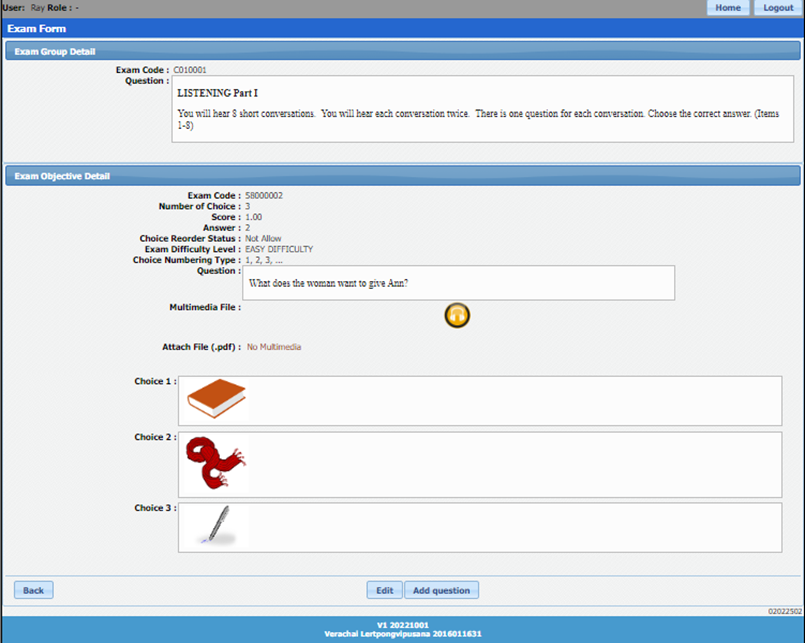 User: Ray Role : -
Home
Logout
Exam Form
Exam Group Detail
Exam Code : C010001
Question :
LISTENING Part I
You will hear 8 short conversations. You will hear each conversation twice. There is one question for each conversation. Choose the correct answer. (Items
1-8)
Exam Objective Detail
Exam Code : 58000002
Number of Choice : 3
Score : 1.00
Answer : 2
Choice Reorder Status : Not Allow
Exam Difficulty Level : EASY DIFFICULTY
Choice Numbering Type : 1, 2, 3, ...
Question :
What does the woman want to give Ann?
Multimedia File :
Attach File (.pdf) : No Multimedia
Choice 1 :
Choice 2 :
Choice 3 :
Back
Edit
Add question
02022502
V1 20221001
Verachai Lertpongvipusana 2016011631